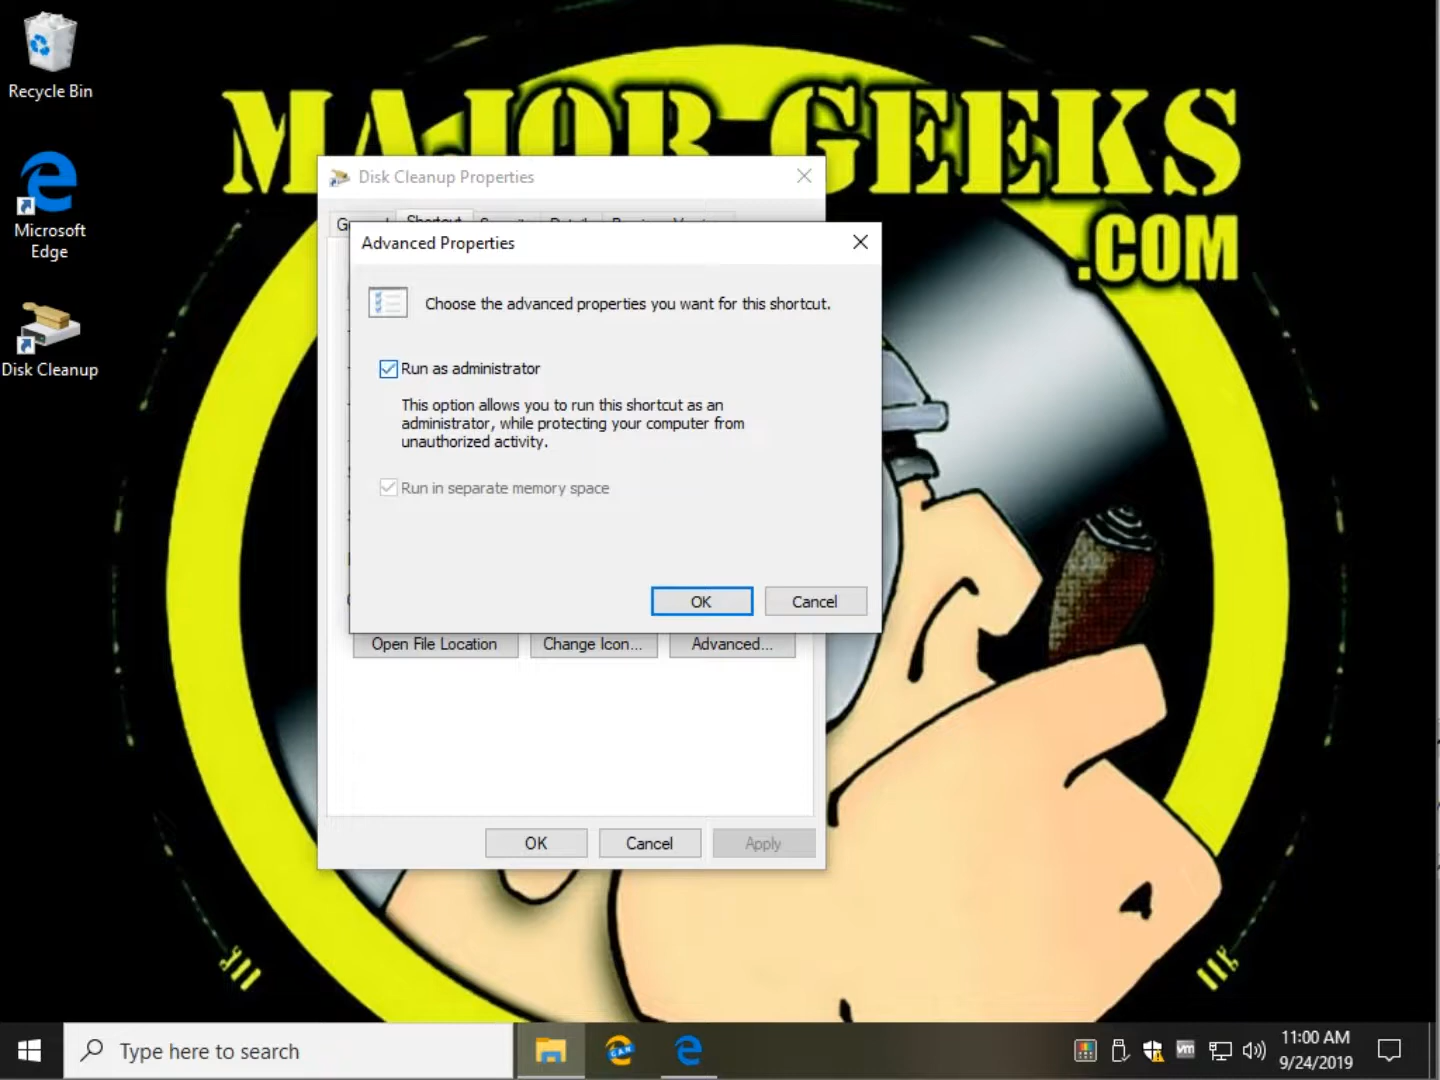 Recycle Bin
Microsoft
Edge
Disk Cleanup
MAJOR GEEKS
.COM
Disk Cleanup Properties
Shortcut
Advanced Properties
Choose the advanced properties you want for this shortcut.
Run as administrator
This option allows you to run this shortcut as an
administrator, while protecting your computer from
unauthorized activity.
Run in separate memory space
OK
Cancel
Open File Location
Change Icon...
Advanced...
OK
Cancel
Apply
Type here to search
CAN
vm
11:00 AM
9/24/2019